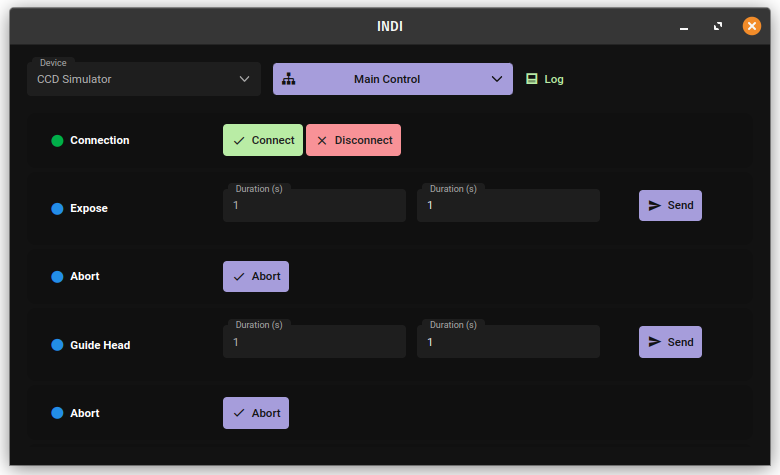 INDI
Device
CCD Simulator
Main Control
Log
Connection
Connect
Disconnect
Expose
Duration (s)
1
Duration (s)
1
Send
Abort
Abort
Guide Head
Duration (s)
1
Duration (s)
1
Send
Abort
Abort